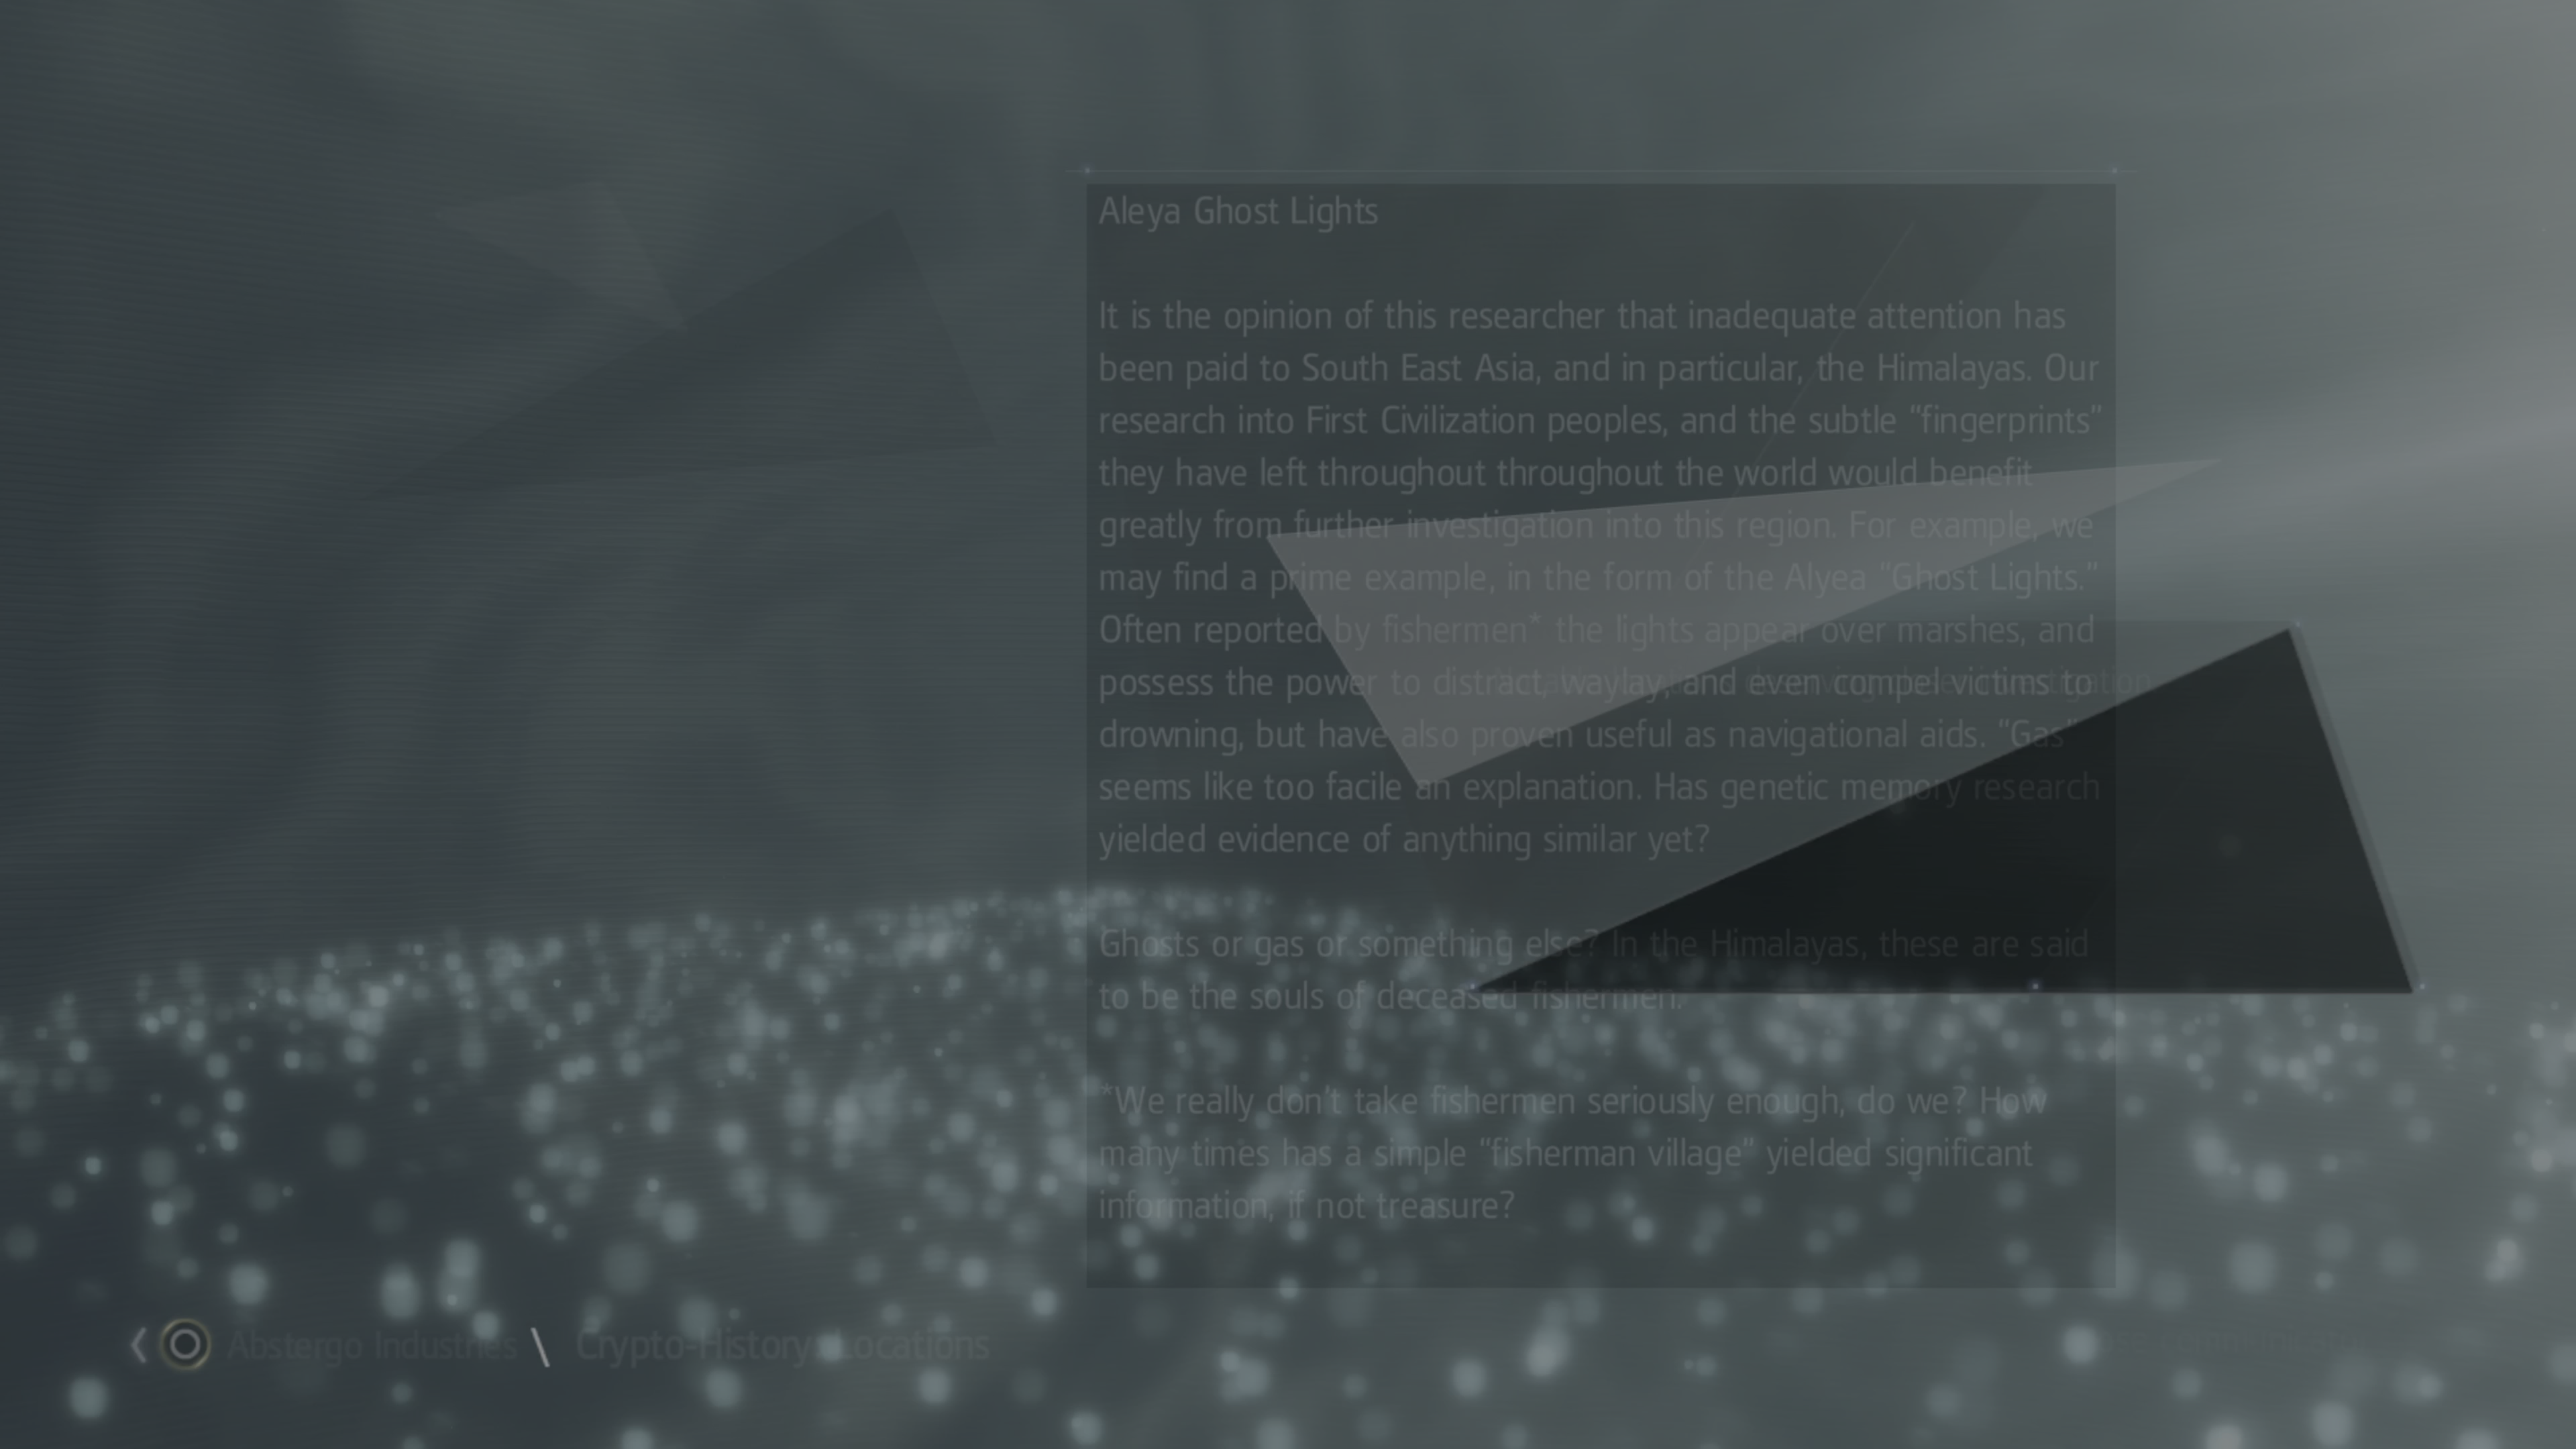 Aleya Ghost Lights
It is the opinion of this researcher that inadequate attention has
been paid to South East Asia, and in particular, the Himalayas. Our
research into First Civilization peoples, and the subtle "fingerprints"
they have left throughout throughout the world would benefit
greatly from further investigation into this region. For example, we
may find a prime example, in the form of the Alyea "Ghost Lights."
Often reported by fishermen* the lights appear over marshes, and
possess the power to distract, waylay, and even compel victims to
drowning, but have also proven useful as navigational aids. "Gas"
seems like too facile an explanation. Has genetic memory research
yielded evidence of anything similar yet?
Ghosts or gas or something else? In the Himalayas, these are said
to be the souls of deceased fishermen.
*We really don't take fishermen seriously enough, do we? How
many times has a simple "fisherman village" yielded significant
information, if not treasure?
Abstergo Industries \ Crypto-History: Locations